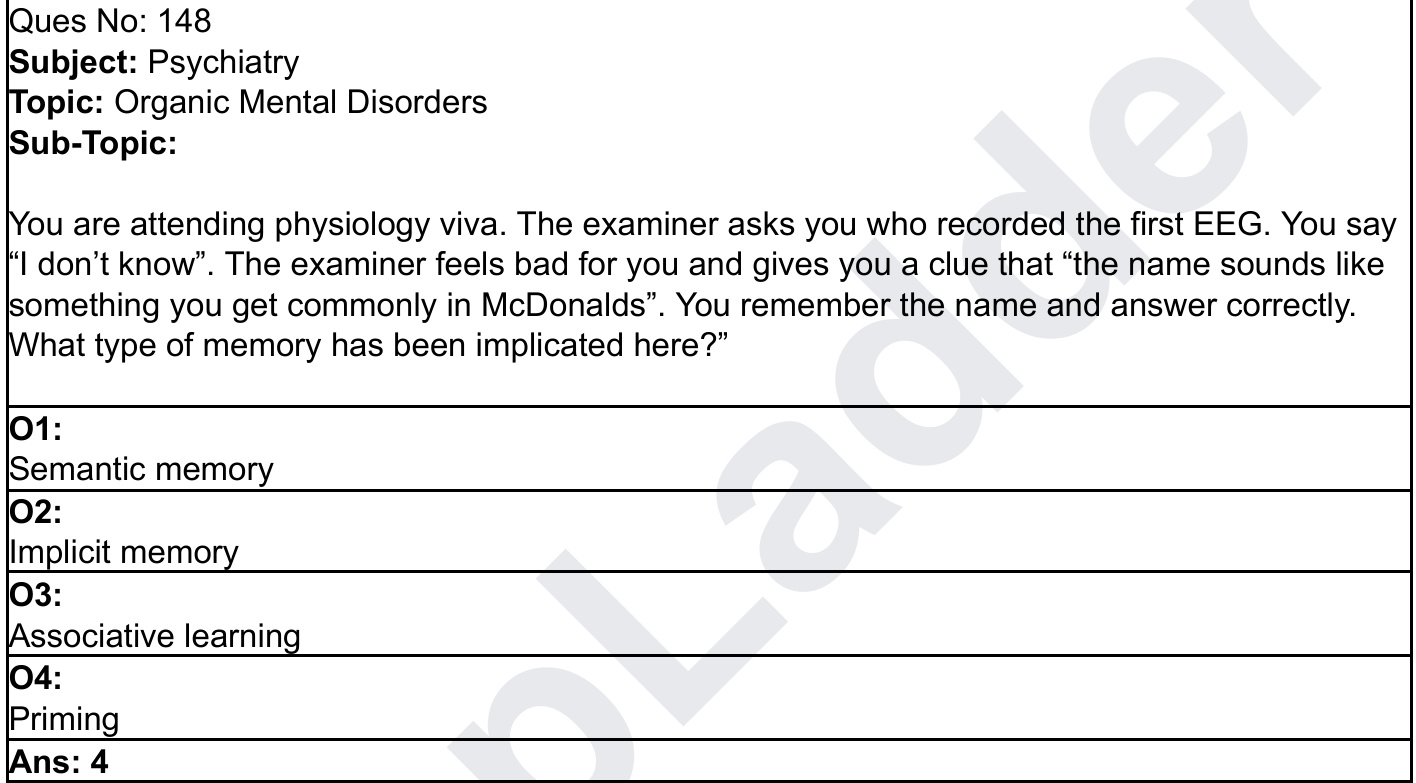 Ques No: 148
Subject: Psychiatry
Topic: Organic Mental Disorders
Sub-Topic:
You are attending physiology viva. The examiner asks you who recorded the first EEG. You say
“I don’t know”. The examiner feels bad for you and gives you a clue that “the name sounds like
something you get commonly in McDonalds”. You remember the name and answer correctly.
What type of memory has been implicated here?”
O1:
Semantic memory
O2:
Implicit memory
O3:
Associative learning
O4:
Priming
Ans: 4
pLadder